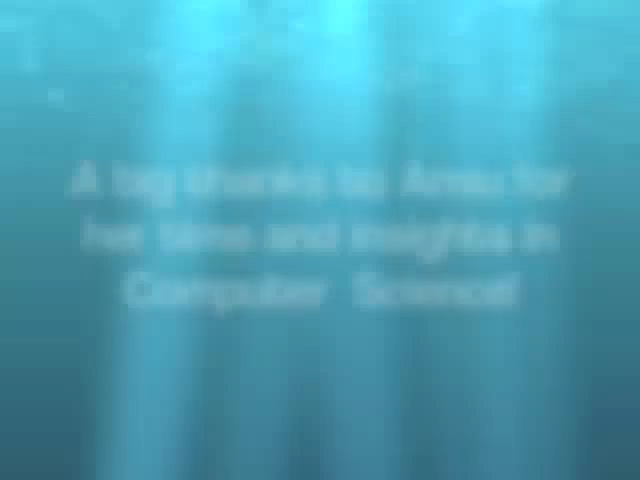 A big thanks to for
her time and insights in
Computer Science!